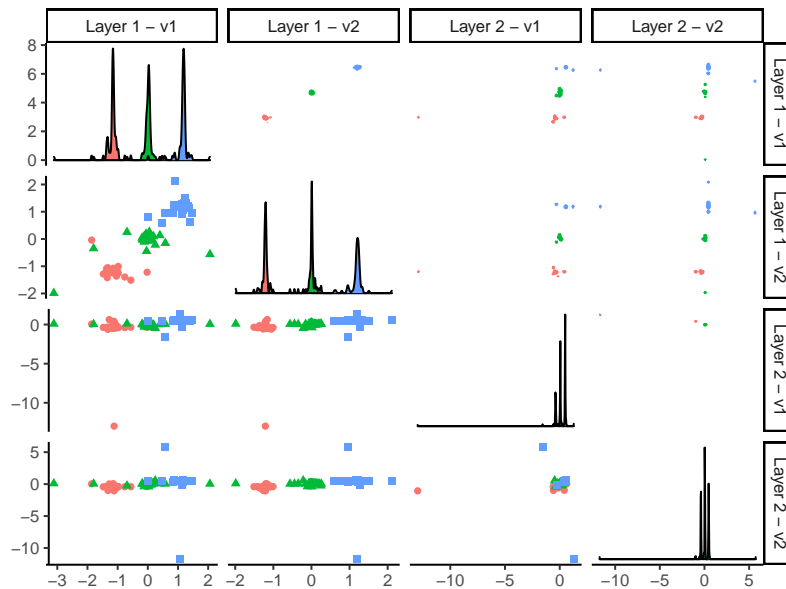 Layer 1 − v1
Layer 1 − v2
Layer 2 − v1
Layer 2 − v2
8
6
4
2
0
Layer 1 − v1
2
1
0
−1
−2
Layer 1 − v2
0
−5
−10
Layer 2 − v1
5
0
−5
−10
Layer 2 − v2
−3 −2 −1 0 1 2
−2 −1 0 1 2
−10 −5 0
−10 −5 0 5